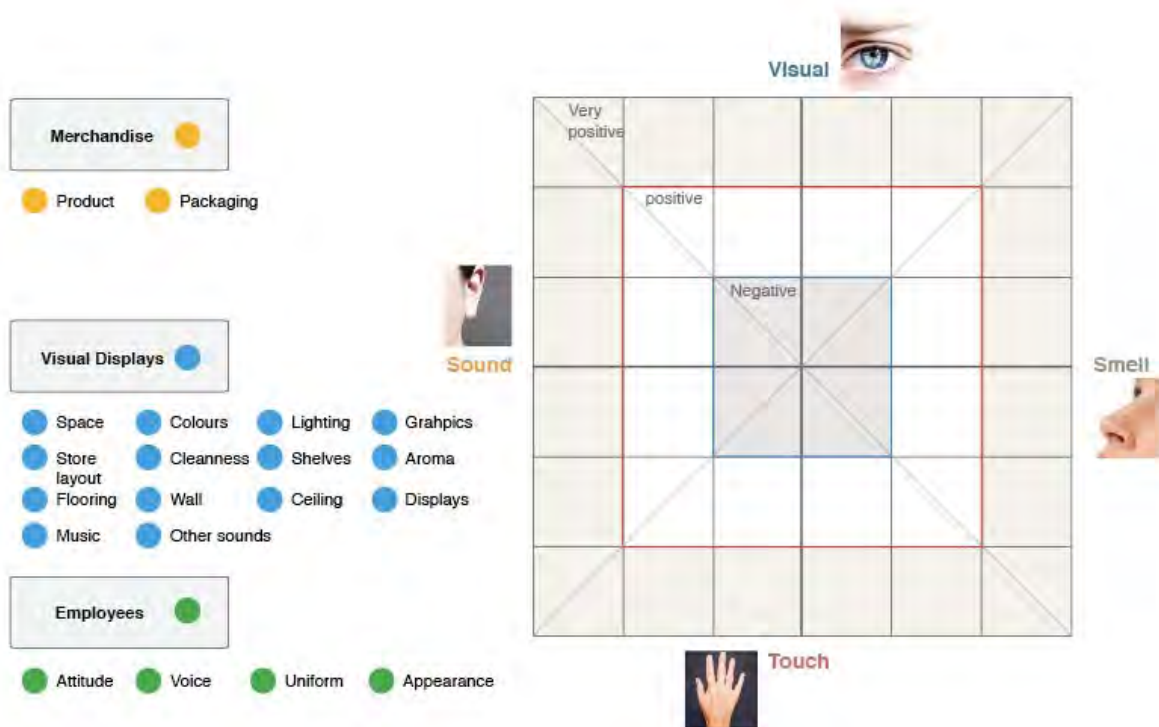 Visual
Merchandise
Very
positive
Product Packaging
positive
Negative
Sound
Smell
Visual Displays
Space Colours Lighting Grahpics
Store Cleanness Shelves Aroma
layout
Flooring Wall Ceiling Displays
Music Other sounds
Employees
Touch
Attitude Voice Uniform Appearance